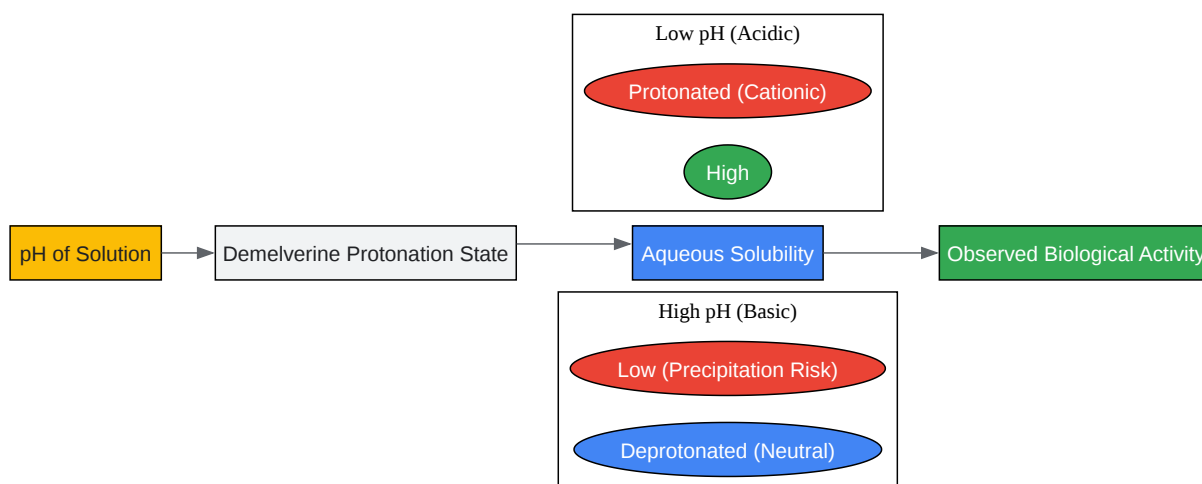 Low pH (Acidic)
Protonated (Cationic)
High
pH of Solution
Demelverine Protonation State
Aqueous Solubility
Observed Biological Activity
High pH (Basic)
Low (Precipitation Risk)
Deprotonated (Neutral)